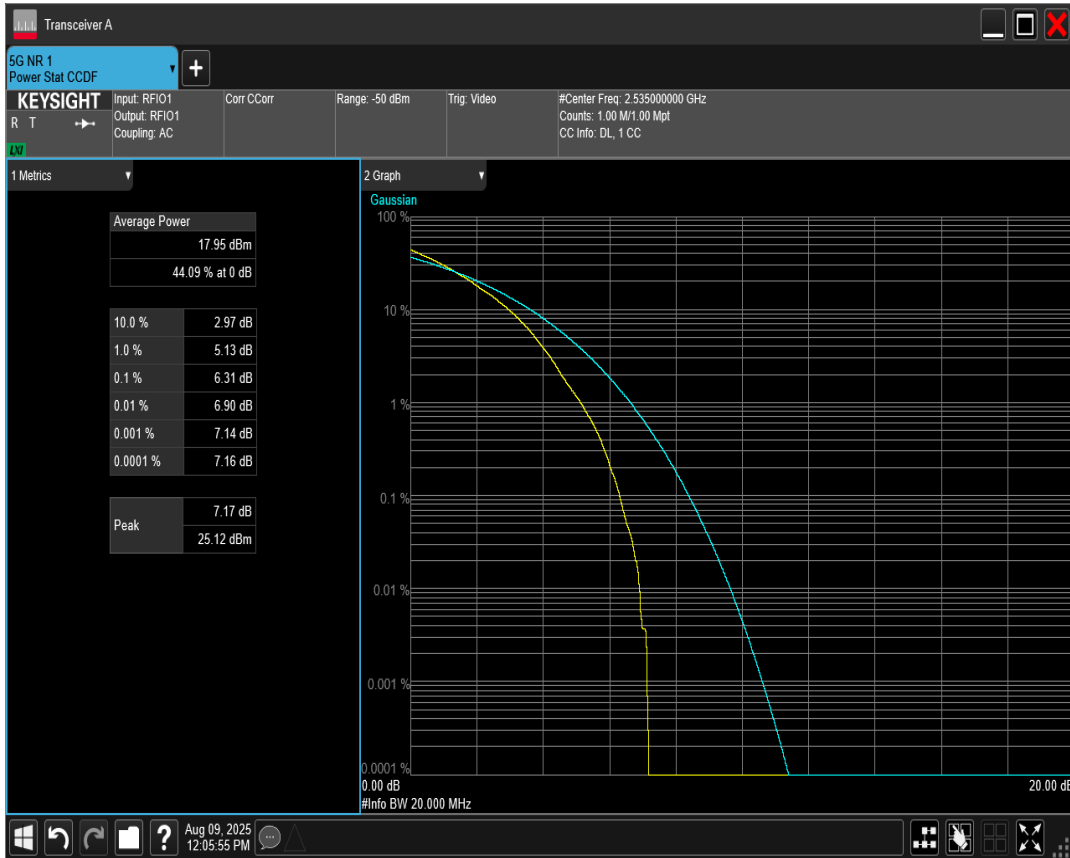 Transceiver A
5G NR 1
Power Stat CCDF
KEYSIGHT
R T
LXI
Input: RFIO1
Output: RFIO1
Coupling: AC
Corr CCorr
Range: -50 dBm
Trig: Video
#Center Freq: 2.535000000 GHz
Counts: 1.00 M/1.00 Mpt
CC Info: DL, 1 CC
1 Metrics
Average Power
17.95 dBm
44.09 % at 0 dB
10.0 % 2.97 dB
1.0 % 5.13 dB
0.1 % 6.31 dB
0.01 % 6.90 dB
0.001 % 7.14 dB
0.0001 % 7.16 dB
Peak
7.17 dB
25.12 dBm
2 Graph
Gaussian
100 %
10 %
1 %
0.1 %
0.01 %
0.001 %
0.0001 %
0.00 dB
20.00 dB
#Info BW 20.000 MHz
?
Aug 09, 2025
12:05:55 PM